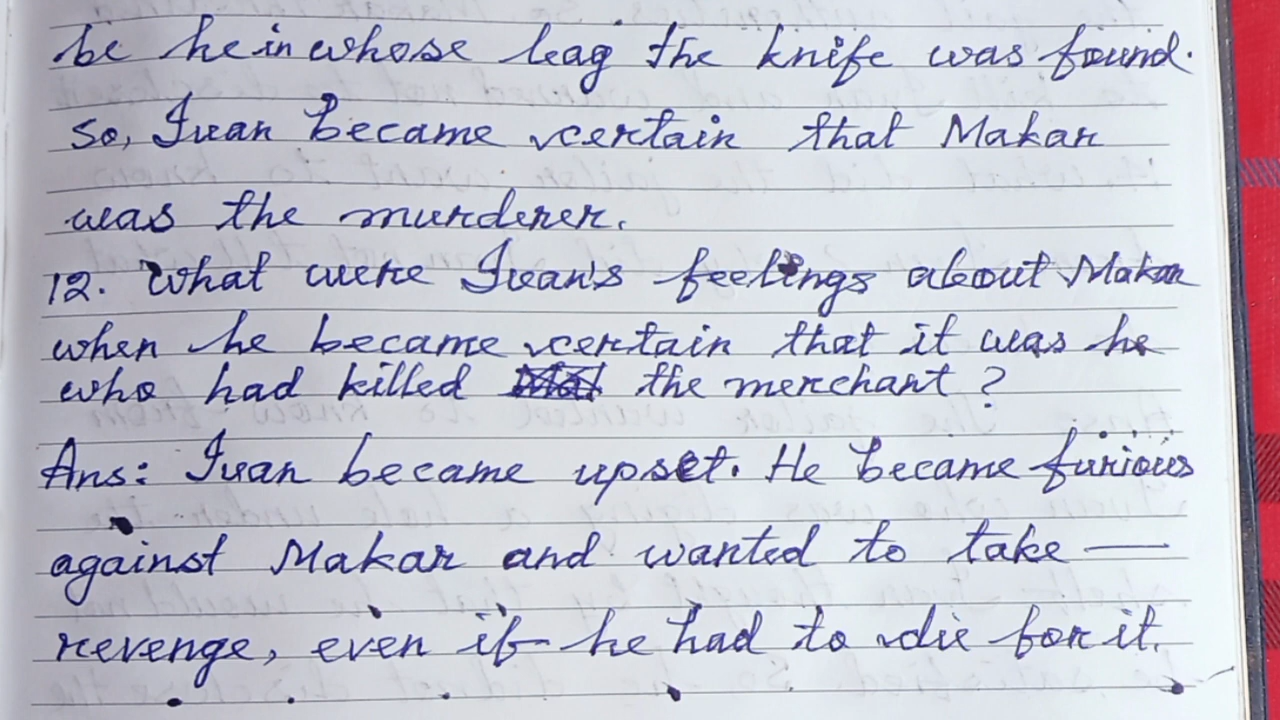 be he in whose bag the knife was found.
So, Ivan became certain that Makar
was the murderer.
12. What were Ivan's feelings about Makar
when he became certain that it was he
who had killed the merchant?
Ans: Ivan became upset. He became furious
against Makar and wanted to take —
revenge, even if he had to die for it.